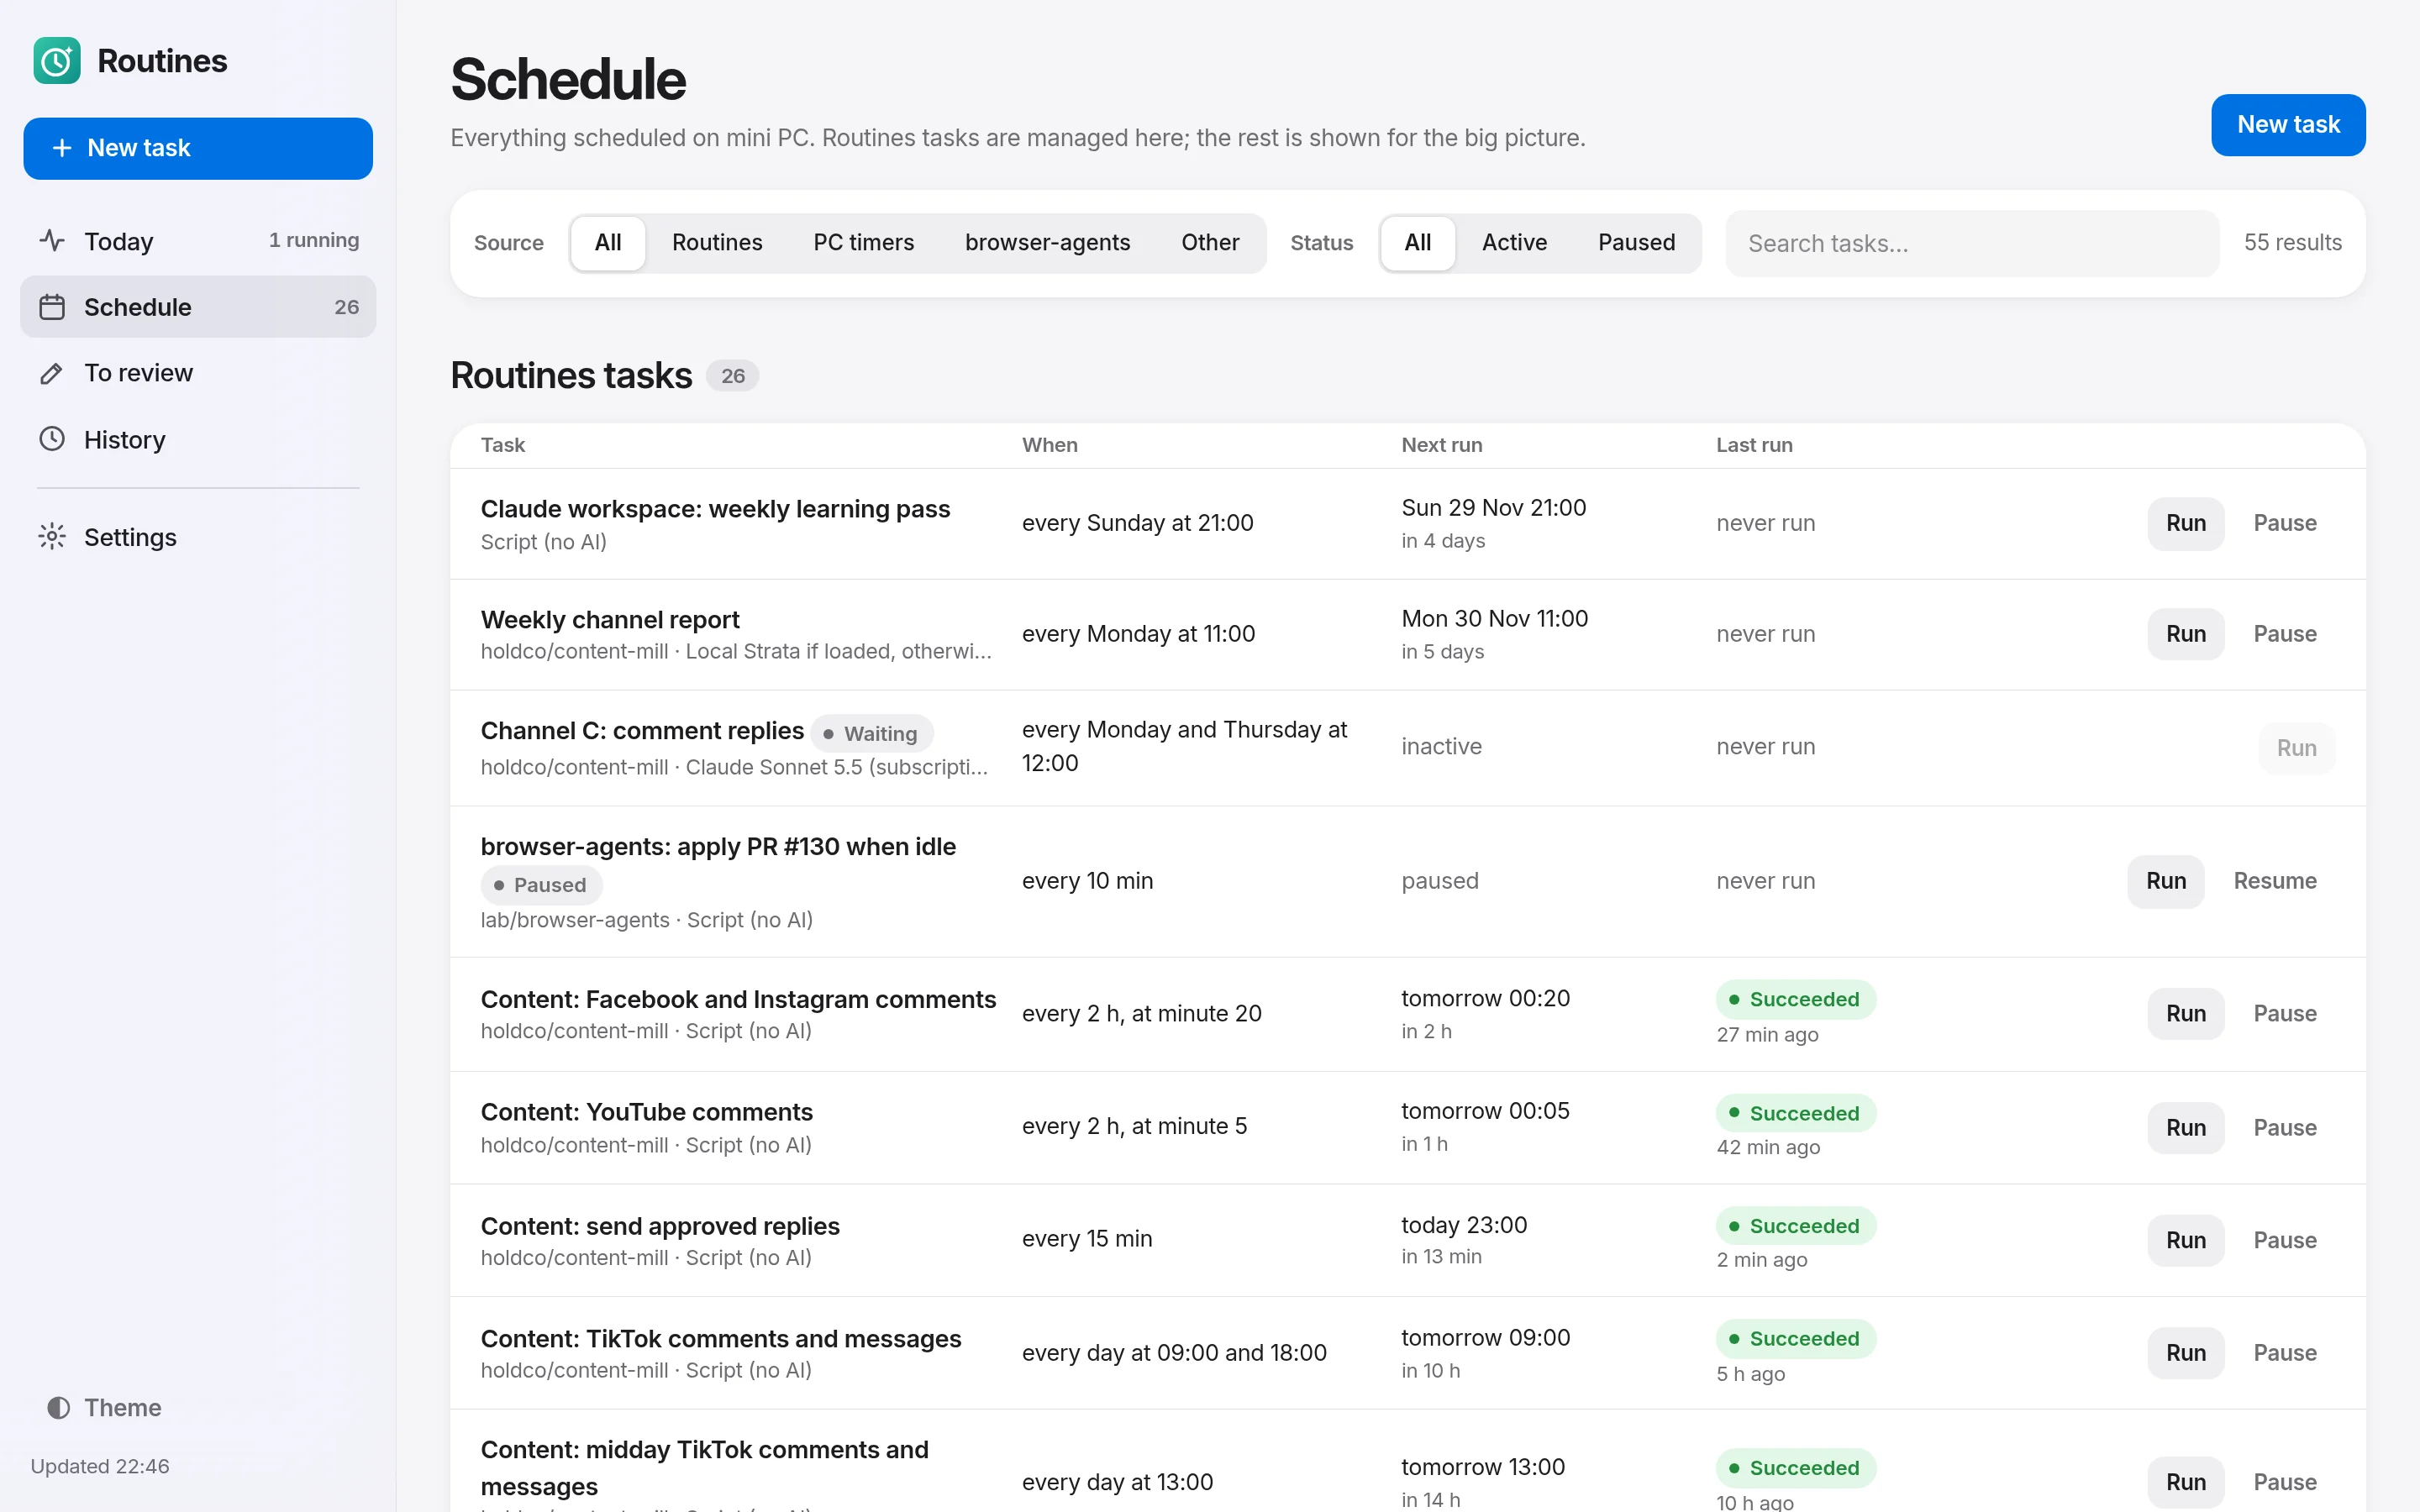 Routines
New task
Today 1 running
Schedule 26
To review
History
Settings
Theme
Updated 22:46
Schedule
Everything scheduled on mini PC. Routines tasks are managed here; the rest is shown for the big picture.
New task
Source All Routines PC timers browser-agents Other Status All Active Paused Search tasks... 55 results
Routines tasks 26
Task When Next run Last run
Claude workspace: weekly learning pass
Script (no AI)
every Sunday at 21:00
Sun 29 Nov 21:00
in 4 days
never run
Run Pause
Weekly channel report
holdco/content-mill · Local Strata if loaded, otherwi...
every Monday at 11:00
Mon 30 Nov 11:00
in 5 days
never run
Run Pause
Channel C: comment replies Waiting
holdco/content-mill · Claude Sonnet 5.5 (subscripti...
every Monday and Thursday at
12:00
inactive
never run
Run
browser-agents: apply PR #130 when idle
Paused
lab/browser-agents · Script (no AI)
every 10 min
paused
never run
Run Resume
Content: Facebook and Instagram comments
holdco/content-mill · Script (no AI)
every 2 h, at minute 20
tomorrow 00:20
in 2 h
Succeeded
27 min ago
Run Pause
Content: YouTube comments
holdco/content-mill · Script (no AI)
every 2 h, at minute 5
tomorrow 00:05
in 1 h
Succeeded
42 min ago
Run Pause
Content: send approved replies
holdco/content-mill · Script (no AI)
every 15 min
today 23:00
in 13 min
Succeeded
2 min ago
Run Pause
Content: TikTok comments and messages
holdco/content-mill · Script (no AI)
every day at 09:00 and 18:00
tomorrow 09:00
in 10 h
Succeeded
5 h ago
Run Pause
Content: midday TikTok comments and
messages
every day at 13:00
tomorrow 13:00
in 14 h
Succeeded
10 h ago
Run Pause